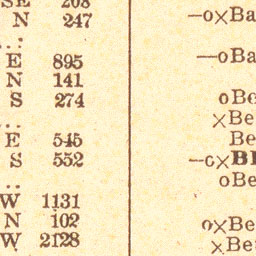 SE 208 
N 247 —o×Ba
...
E 895 —oBa
N 141
S 274 oBe
... ×Be
E 545 Be
S 552 —o×BE
... oBe
W 1131
N 102 o×Be
W 2128 ×Be